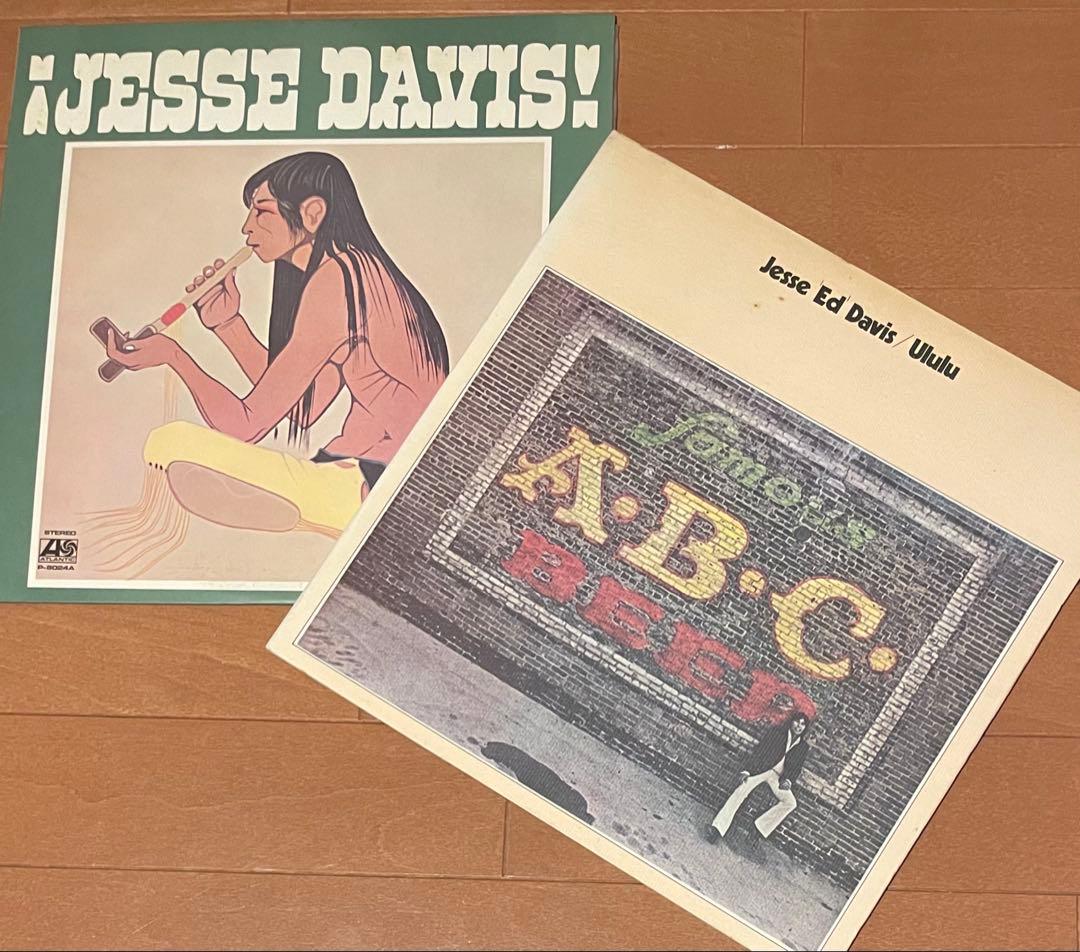 ¡JESSE DAVIS!
STEREO
ATLANTIC
P-8024A
Jesse 'Ed' Davis / Ululu
famous
A·B·C·
BEER